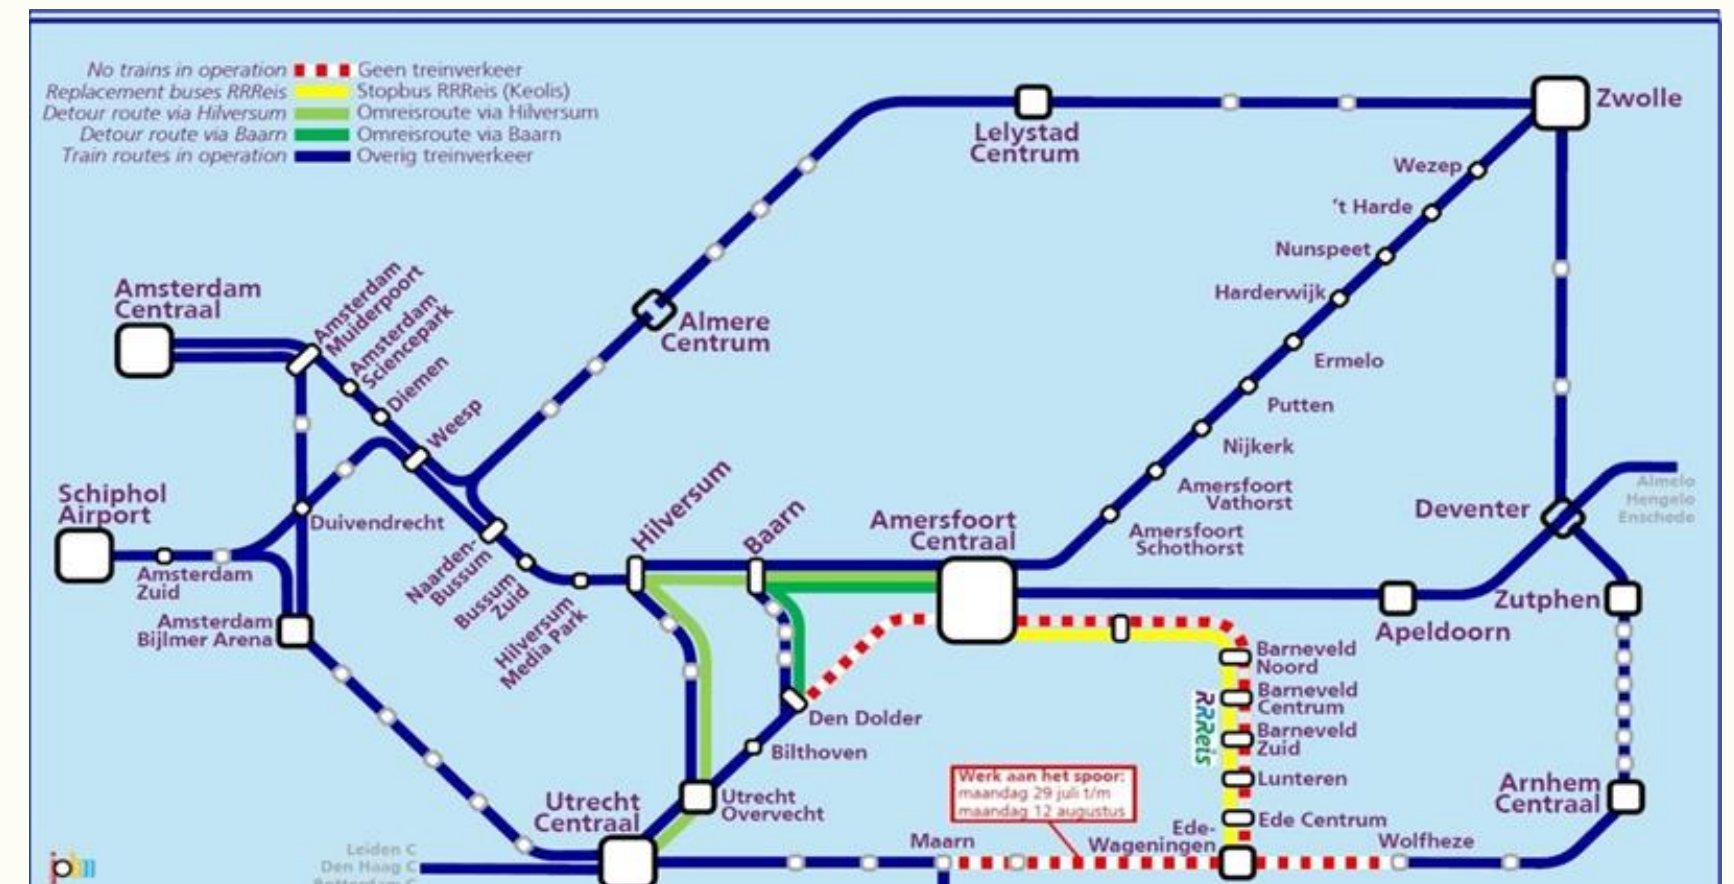 No trains in operation Geen treinverkeer
Replacement buses RRReis Stopbus RRReis (Keolis)
Detour route via Hilversum Omreisroute via Hilversum
Detour route via Baarn Omreisroute via Baarn
Train routes in operation Overig treinverkeer
Zwolle
Lelystad
Centrum
Wezep
't Harde
Nunspeet
Harderwijk
Ermelo
Putten
Nijkerk
Amersfoort
Vathorst
Amersfoort
Schothorst
Amsterdam
Centraal
Amsterdam
Muiderpoort
Amsterdam
Sciencepark
Diemen
Weesp
Almere
Centrum
Schiphol
Airport
Amsterdam
Zuid
Duivendrecht
Amsterdam
Bijlmer Arena
Naarden-
Bussum
Bussum
Zuid
Hilversum
Media Park
Hilversum
Baarn
Amersfoort
Centraal
Deventer
Almelo
Hengelo
Enschede
Apeldoorn
Zutphen
Barneveld
Noord
Barneveld
Centrum
Barneveld
Zuid
RRReis
Lunteren
Ede Centrum
Den Dolder
Bilthoven
Utrecht
Overvecht
Utrecht
Centraal
Werk aan het spoor:
maandag 29 juli t/m
maandag 12 augustus
Maarn
Ede-
Wageningen
Wolfheze
Arnhem
Centraal
Leiden C
Den Haag C
Rotterdam C